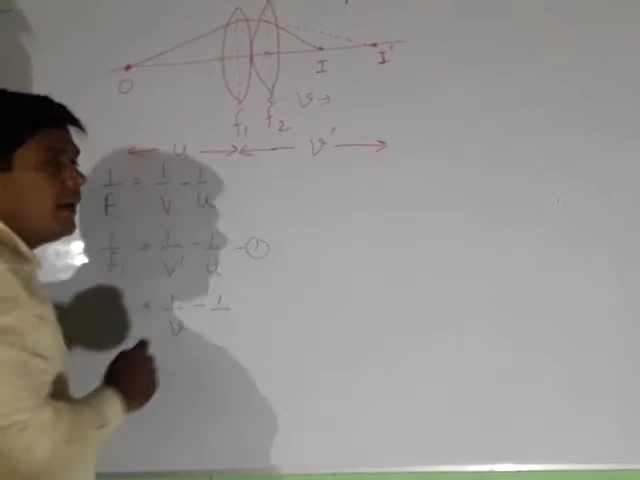 O
I
I'
f₁
f₂
v
u
v'
1/F = 1/V - 1/u
1/f₁ = 1/V' - 1/u - ①
= 1/V - 1/